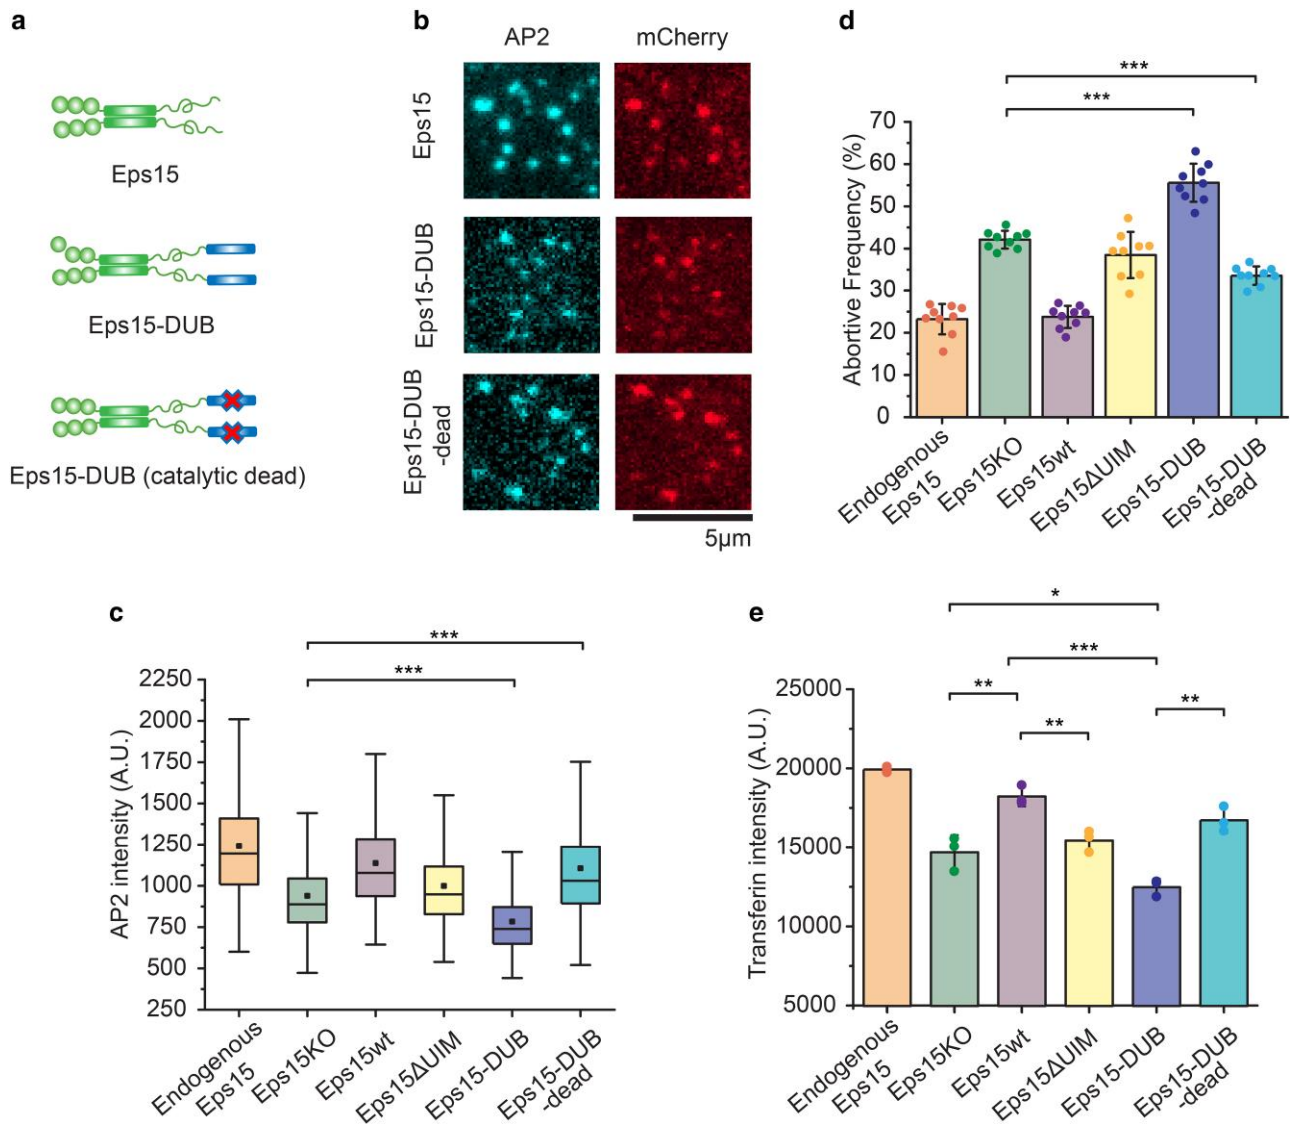 a
Eps15
Eps15-DUB
Eps15-DUB (catalytic dead)
b
AP2
mCherry
Eps15
Eps15-DUB
Eps15-DUB
-dead
5μm
d
***
***
Abortive Frequency (%)
70
60
50
40
30
20
10
0
Endogenous
Eps15
Eps15KO
Eps15wt
Eps15ΔUIM
Eps15-DUB
Eps15-DUB
-dead
c
***
***
AP2 intensity (A.U.)
2250
2000
1750
1500
1250
1000
750
500
250
Endogenous
Eps15
Eps15KO
Eps15wt
Eps15ΔUIM
Eps15-DUB
Eps15-DUB
-dead
e
*
***
**
**
**
Transferin intensity (A.U.)
25000
20000
15000
10000
5000
Endogenous
Eps15
Eps15KO
Eps15wt
Eps15ΔUIM
Eps15-DUB
Eps15-DUB
-dead